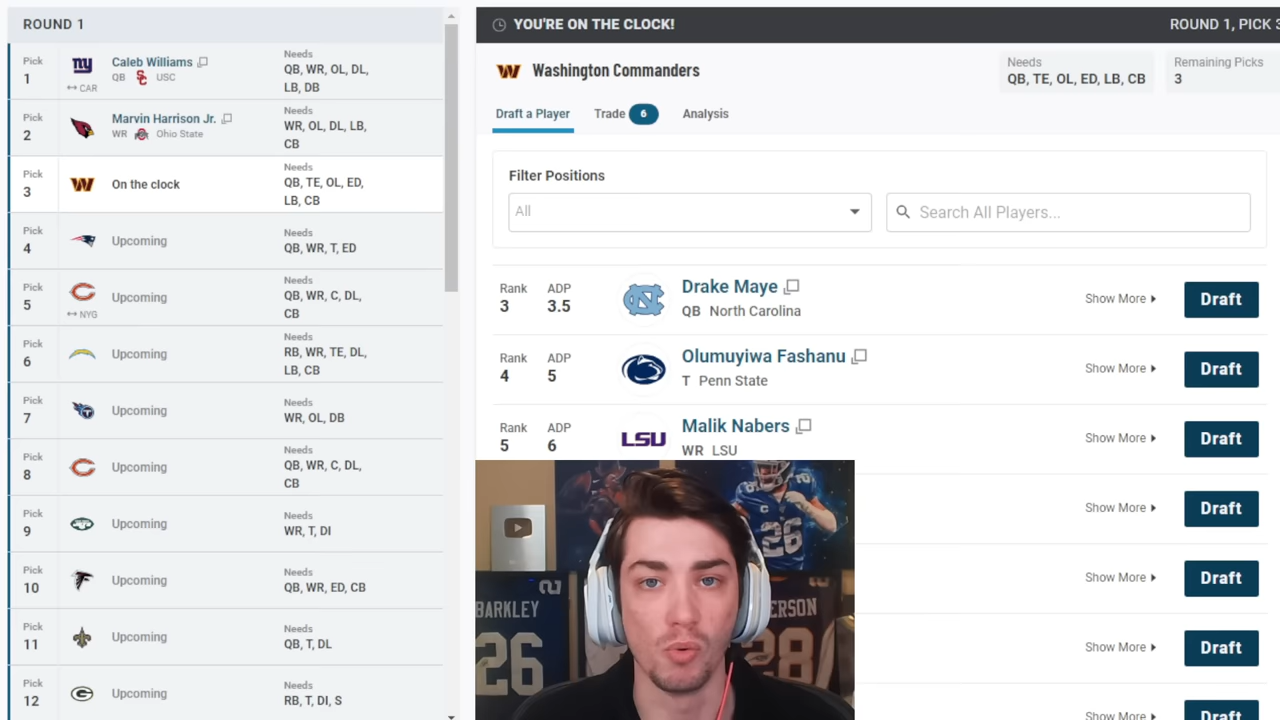 ROUND 1
Pick
1
ny
↔ CAR
Caleb Williams
QB SC USC
Needs
QB, WR, OL, DL,
LB, DB
Pick
2
Marvin Harrison Jr.
WR Ohio State
Needs
WR, OL, DL, LB,
CB
Pick
3
W
On the clock
Needs
QB, TE, OL, ED,
LB, CB
Pick
4
Upcoming
Needs
QB, WR, T, ED
Pick
5
↔ NYG
Upcoming
Needs
QB, WR, C, DL,
CB
Pick
6
Upcoming
Needs
RB, WR, TE, DL,
LB, CB
Pick
7
Upcoming
Needs
WR, OL, DB
Pick
8
Upcoming
Needs
QB, WR, C, DL,
CB
Pick
9
Upcoming
Needs
WR, T, DI
Pick
10
Upcoming
Needs
QB, WR, ED, CB
Pick
11
Upcoming
Needs
QB, T, DL
Pick
12
G
Upcoming
Needs
RB, T, DI, S
YOU'RE ON THE CLOCK!
ROUND 1, PICK 3
W
Washington Commanders
Needs
QB, TE, OL, ED, LB, CB
Remaining Picks
3
Draft a Player
Trade 6
Analysis
Filter Positions
All
Search All Players...
Rank
3
ADP
3.5
NC
Drake Maye
QB North Carolina
Show More
Draft
Rank
4
ADP
5
Olumuyiwa Fashanu
T Penn State
Show More
Draft
Rank
5
ADP
6
LSU
Malik Nabers
WR LSU
Show More
Draft
Show More
Draft
Show More
Draft
Show More
Draft
Show More
Draft
26
C
26
BARKLEY
26
ERSON
28